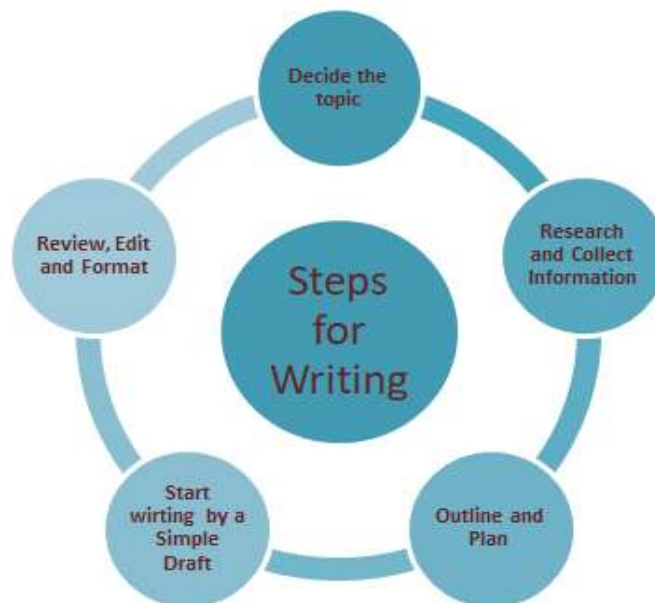 Decide the
topic
Research
and Collect
Information
Outline and
Plan
Start
wirting by a
Simple
Draft
Review, Edit
and Format
Steps
for
Writing